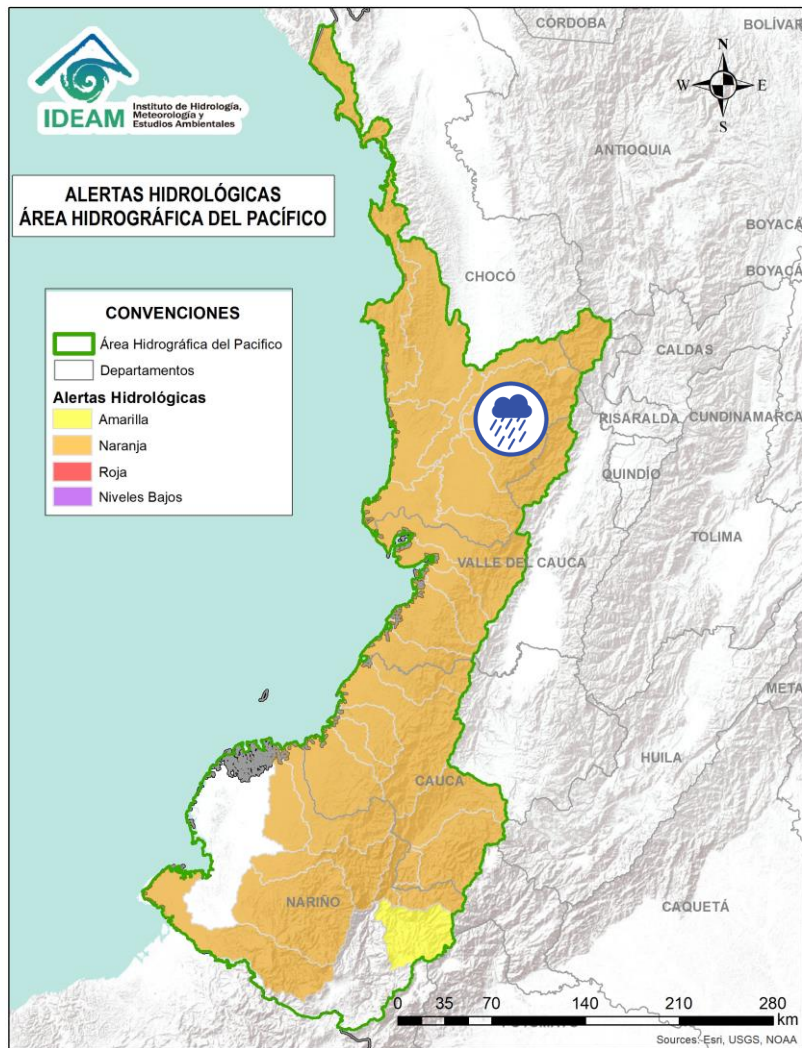 IDEAM
Instituto de Hidrología,
Meteorología y
Estudios Ambientales
ALERTAS HIDROLÓGICAS
ÁREA HIDROGRÁFICA DEL PACÍFICO
CONVENCIONES
Área Hidrográfica del Pacifico
Departamentos
Alertas Hidrológicas
Amarilla
Naranja
Roja
Niveles Bajos
CÓRDOBA
BOLÍVAR
N
W
E
S
ANTIOQUIA
BOYACÁ
BOYACÁ
CHOCÓ
CALDAS
RISARALDA
CUNDINAMARCA
QUINDÍO
TOLIMA
VALLE DEL CAUCA
META
HUILA
CAUCA
NARIÑO
CAQUETÁ
0 35 70 140 210 280
km
Sources: Esri, USGS, NOAA